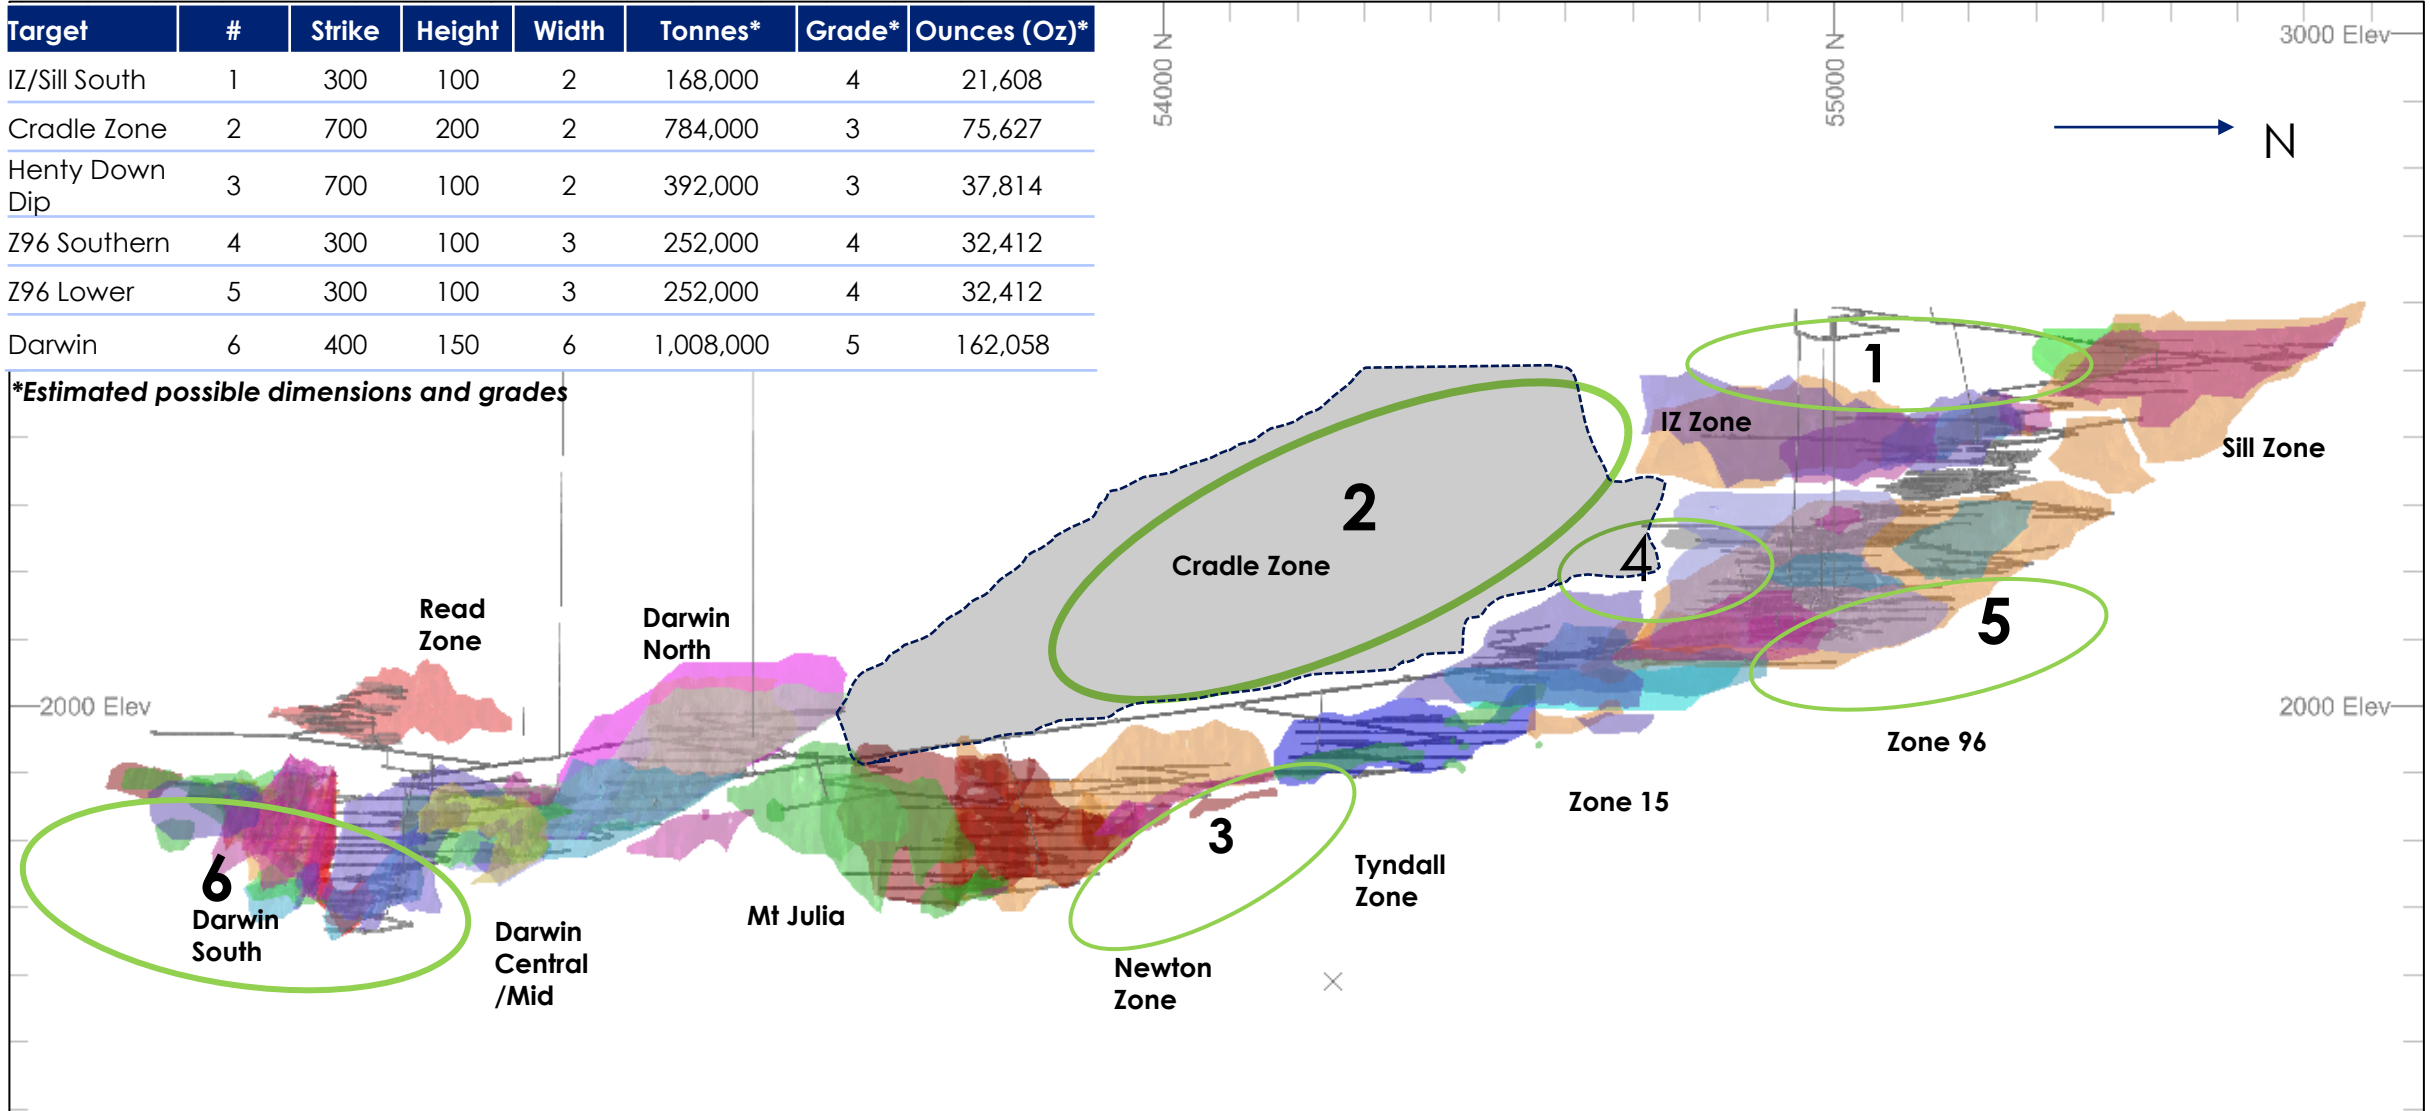 Target # Strike Height Width Tonnes* Grade* Ounces (Oz)*
IZ/Sill South 1 300 100 2 168,000 4 21,608
Cradle Zone 2 700 200 2 784,000 3 75,627
Henty Down
Dip 3 700 100 2 392,000 3 37,814
Z96 Southern 4 300 100 3 252,000 4 32,412
Z96 Lower 5 300 100 3 252,000 4 32,412
Darwin 6 400 150 6 1,008,000 5 162,058
*Estimated possible dimensions and grades
54000 N
55000 N
3000 Elev
N
1
IZ Zone
Sill Zone
2
Cradle Zone
4
5
Read
Zone
Darwin
North
2000 Elev
2000 Elev
Zone 96
Zone 15
3
Tyndall
Zone
6
Darwin
South
Mt Julia
Darwin
Central
/Mid
Newton
Zone